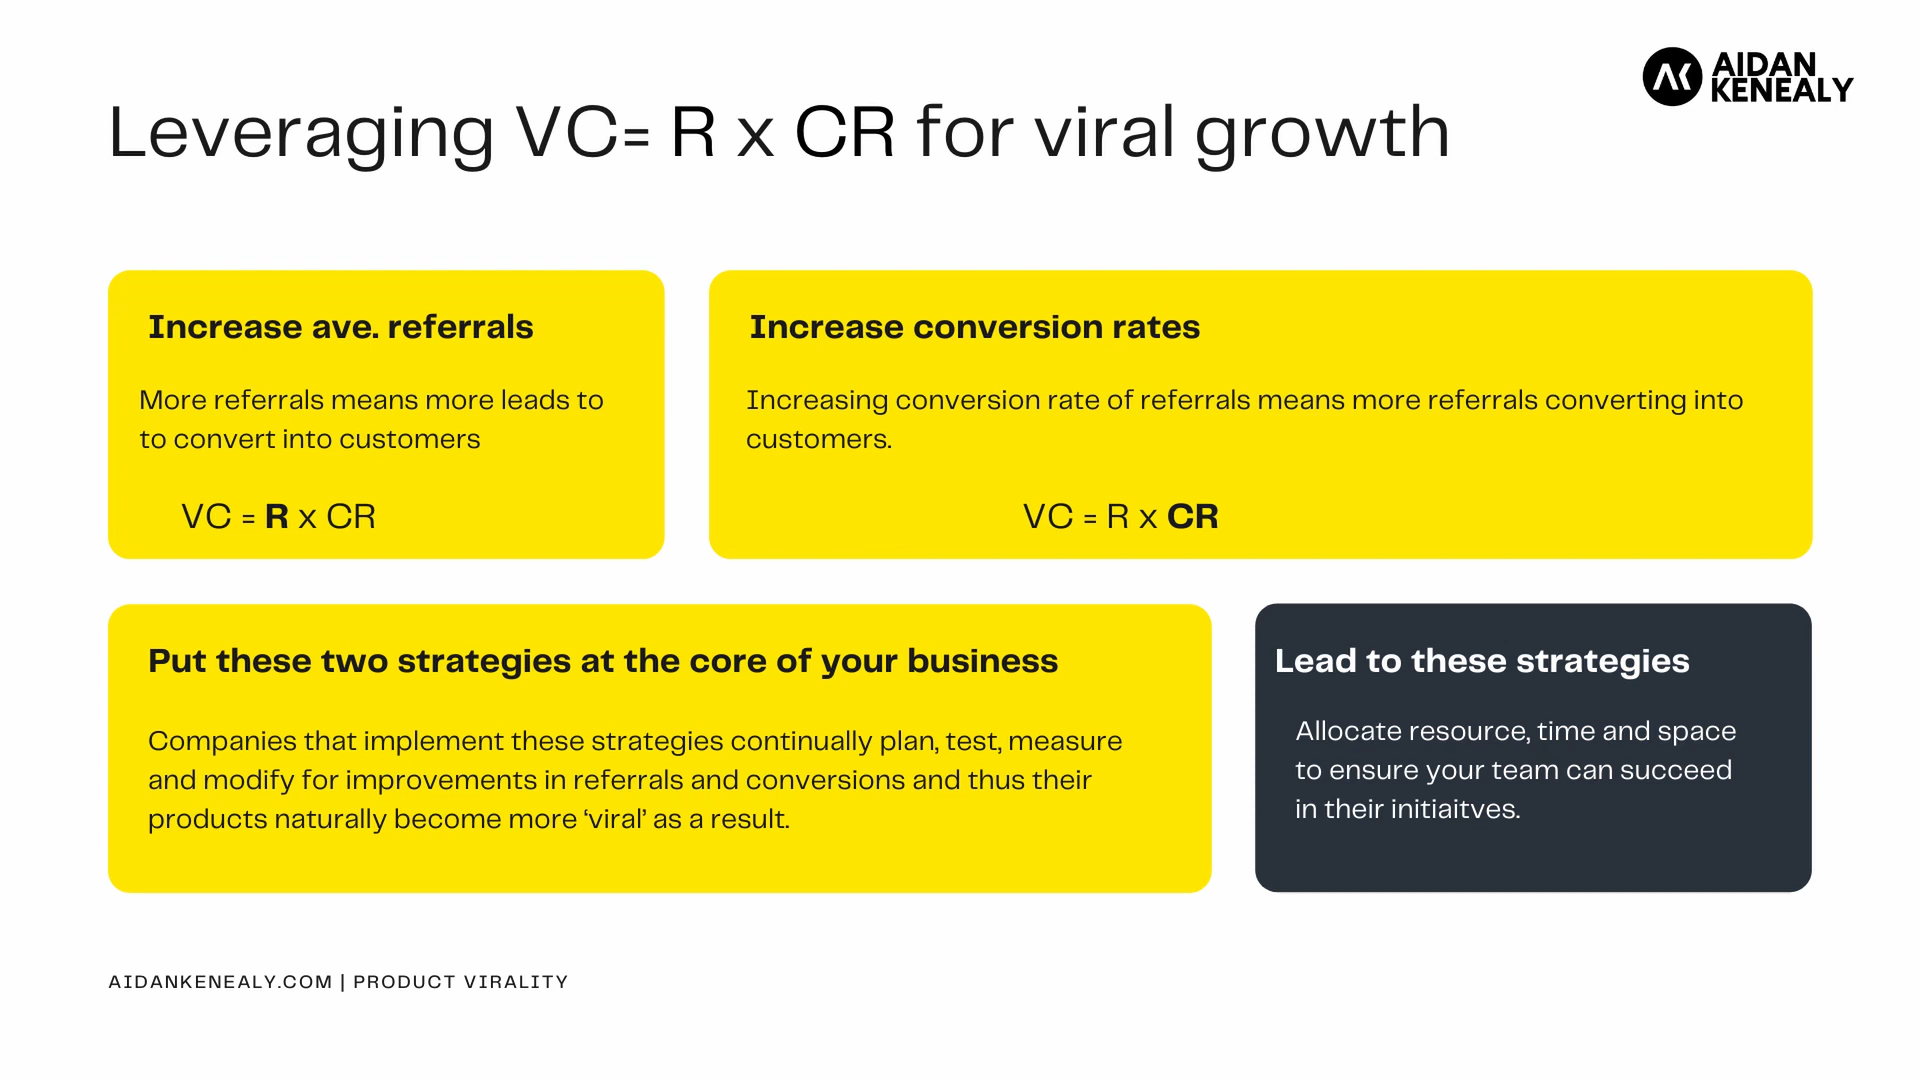 AIDAN
KENEALY
Leveraging VC= R x CR for viral growth
Increase ave. referrals
More referrals means more leads to
to convert into customers
VC = R x CR
Increase conversion rates
Increasing conversion rate of referrals means more referrals converting into
customers.
VC = R x CR
Put these two strategies at the core of your business
Companies that implement these strategies continually plan, test, measure
and modify for improvements in referrals and conversions and thus their
products naturally become more ‘viral’ as a result.
Lead to these strategies
Allocate resource, time and space
to ensure your team can succeed
in their initiaitves.
AIDANKENEALY.COM | PRODUCT VIRALITY